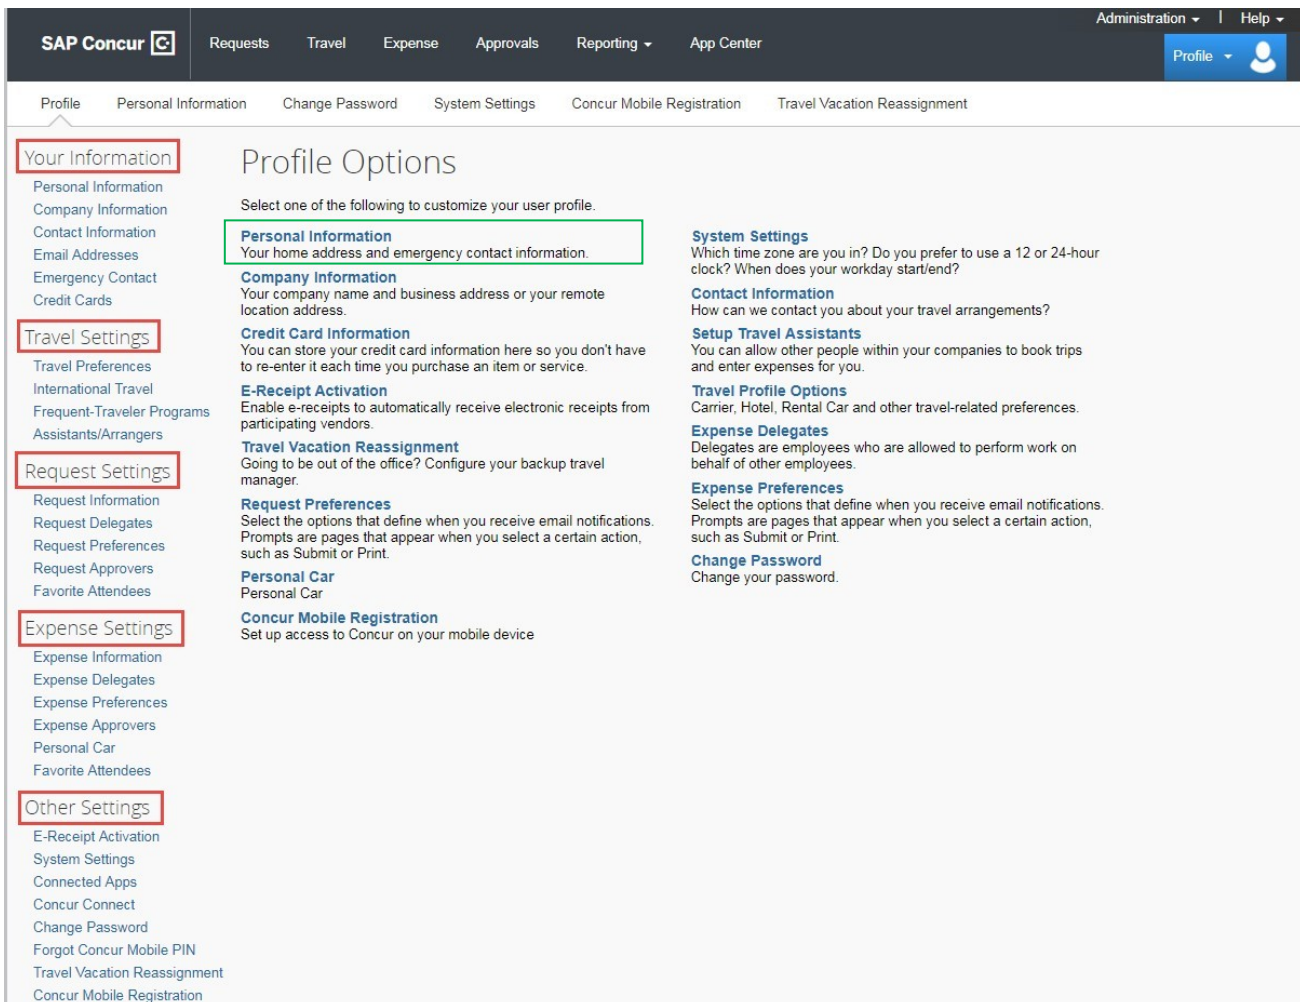 Administration | Help
SAP Concur C Requests Travel Expense Approvals Reporting App Center
Profile
Profile Personal Information Change Password System Settings Concur Mobile Registration Travel Vacation Reassignment
Your Information
Personal Information
Company Information
Contact Information
Email Addresses
Emergency Contact
Credit Cards
Travel Settings
Travel Preferences
International Travel
Frequent-Traveler Programs
Assistants/Arrangers
Request Settings
Request Information
Request Delegates
Request Preferences
Request Approvers
Favorite Attendees
Expense Settings
Expense Information
Expense Delegates
Expense Preferences
Expense Approvers
Personal Car
Favorite Attendees
Other Settings
E-Receipt Activation
System Settings
Connected Apps
Concur Connect
Change Password
Forgot Concur Mobile PIN
Travel Vacation Reassignment
Concur Mobile Registration
Profile Options
Select one of the following to customize your user profile.
Personal Information
Your home address and emergency contact information.
Company Information
Your company name and business address or your remote
location address.
Credit Card Information
You can store your credit card information here so you don't have
to re-enter it each time you purchase an item or service.
E-Receipt Activation
Enable e-receipts to automatically receive electronic receipts from
participating vendors.
Travel Vacation Reassignment
Going to be out of the office? Configure your backup travel
manager.
Request Preferences
Select the options that define when you receive email notifications.
Prompts are pages that appear when you select a certain action,
such as Submit or Print.
Personal Car
Personal Car
Concur Mobile Registration
Set up access to Concur on your mobile device
System Settings
Which time zone are you in? Do you prefer to use a 12 or 24-hour
clock? When does your workday start/end?
Contact Information
How can we contact you about your travel arrangements?
Setup Travel Assistants
You can allow other people within your companies to book trips
and enter expenses for you.
Travel Profile Options
Carrier, Hotel, Rental Car and other travel-related preferences.
Expense Delegates
Delegates are employees who are allowed to perform work on
behalf of other employees.
Expense Preferences
Select the options that define when you receive email notifications.
Prompts are pages that appear when you select a certain action,
such as Submit or Print.
Change Password
Change your password.